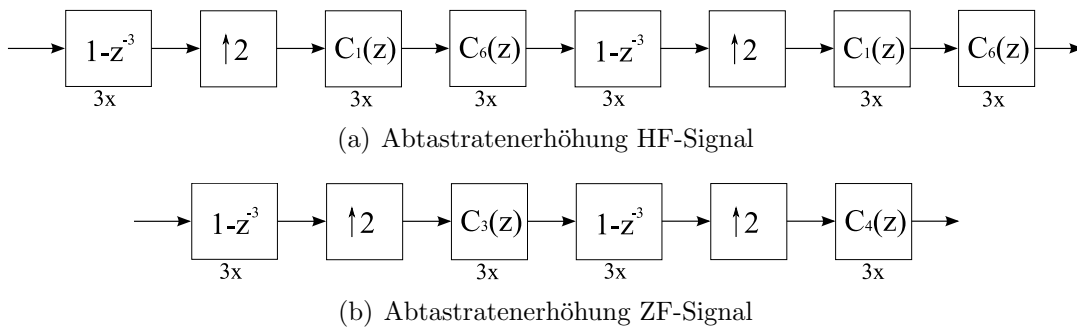 1-z⁻³ ↑2 C₁(z) C₆(z) 1-z⁻³ ↑2 C₁(z) C₆(z)
3x 3x 3x 3x 3x 3x
(a) Abtastratenerhöhung HF-Signal
1-z⁻³ ↑2 C₃(z) 1-z⁻³ ↑2 C₄(z)
3x 3x 3x 3x
(b) Abtastratenerhöhung ZF-Signal